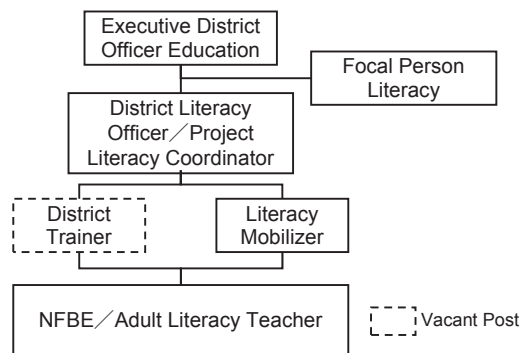 Executive District
Officer Education
Focal Person
Literacy
District Literacy
Officer／Project
Literacy Coordinator
District
Trainer
Literacy
Mobilizer
NFBE／Adult Literacy Teacher
Vacant Post